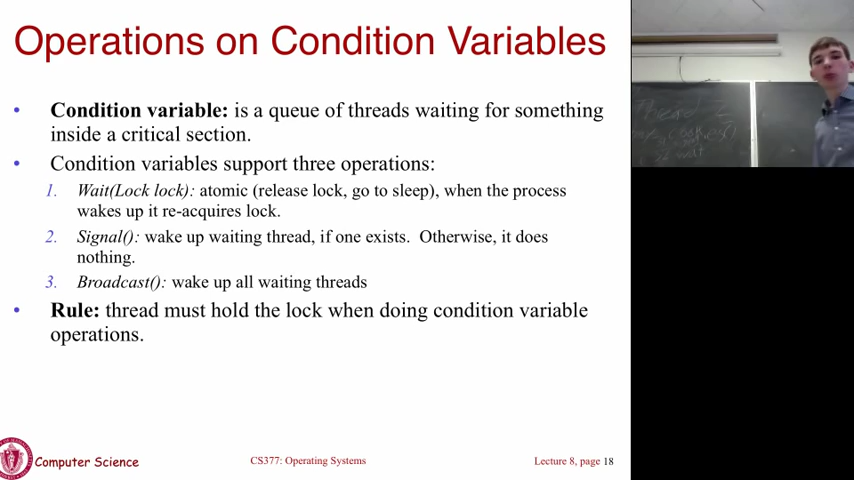 Operations on Condition Variables
• Condition variable: is a queue of threads waiting for something
inside a critical section.
• Condition variables support three operations:
1. Wait(Lock lock): atomic (release lock, go to sleep), when the process
wakes up it re-acquires lock.
2. Signal(): wake up waiting thread, if one exists. Otherwise, it does
nothing.
3. Broadcast(): wake up all waiting threads
• Rule: thread must hold the lock when doing condition variable
operations.
Computer Science
CS377: Operating Systems
Lecture 8, page 18
Thread 2
wait